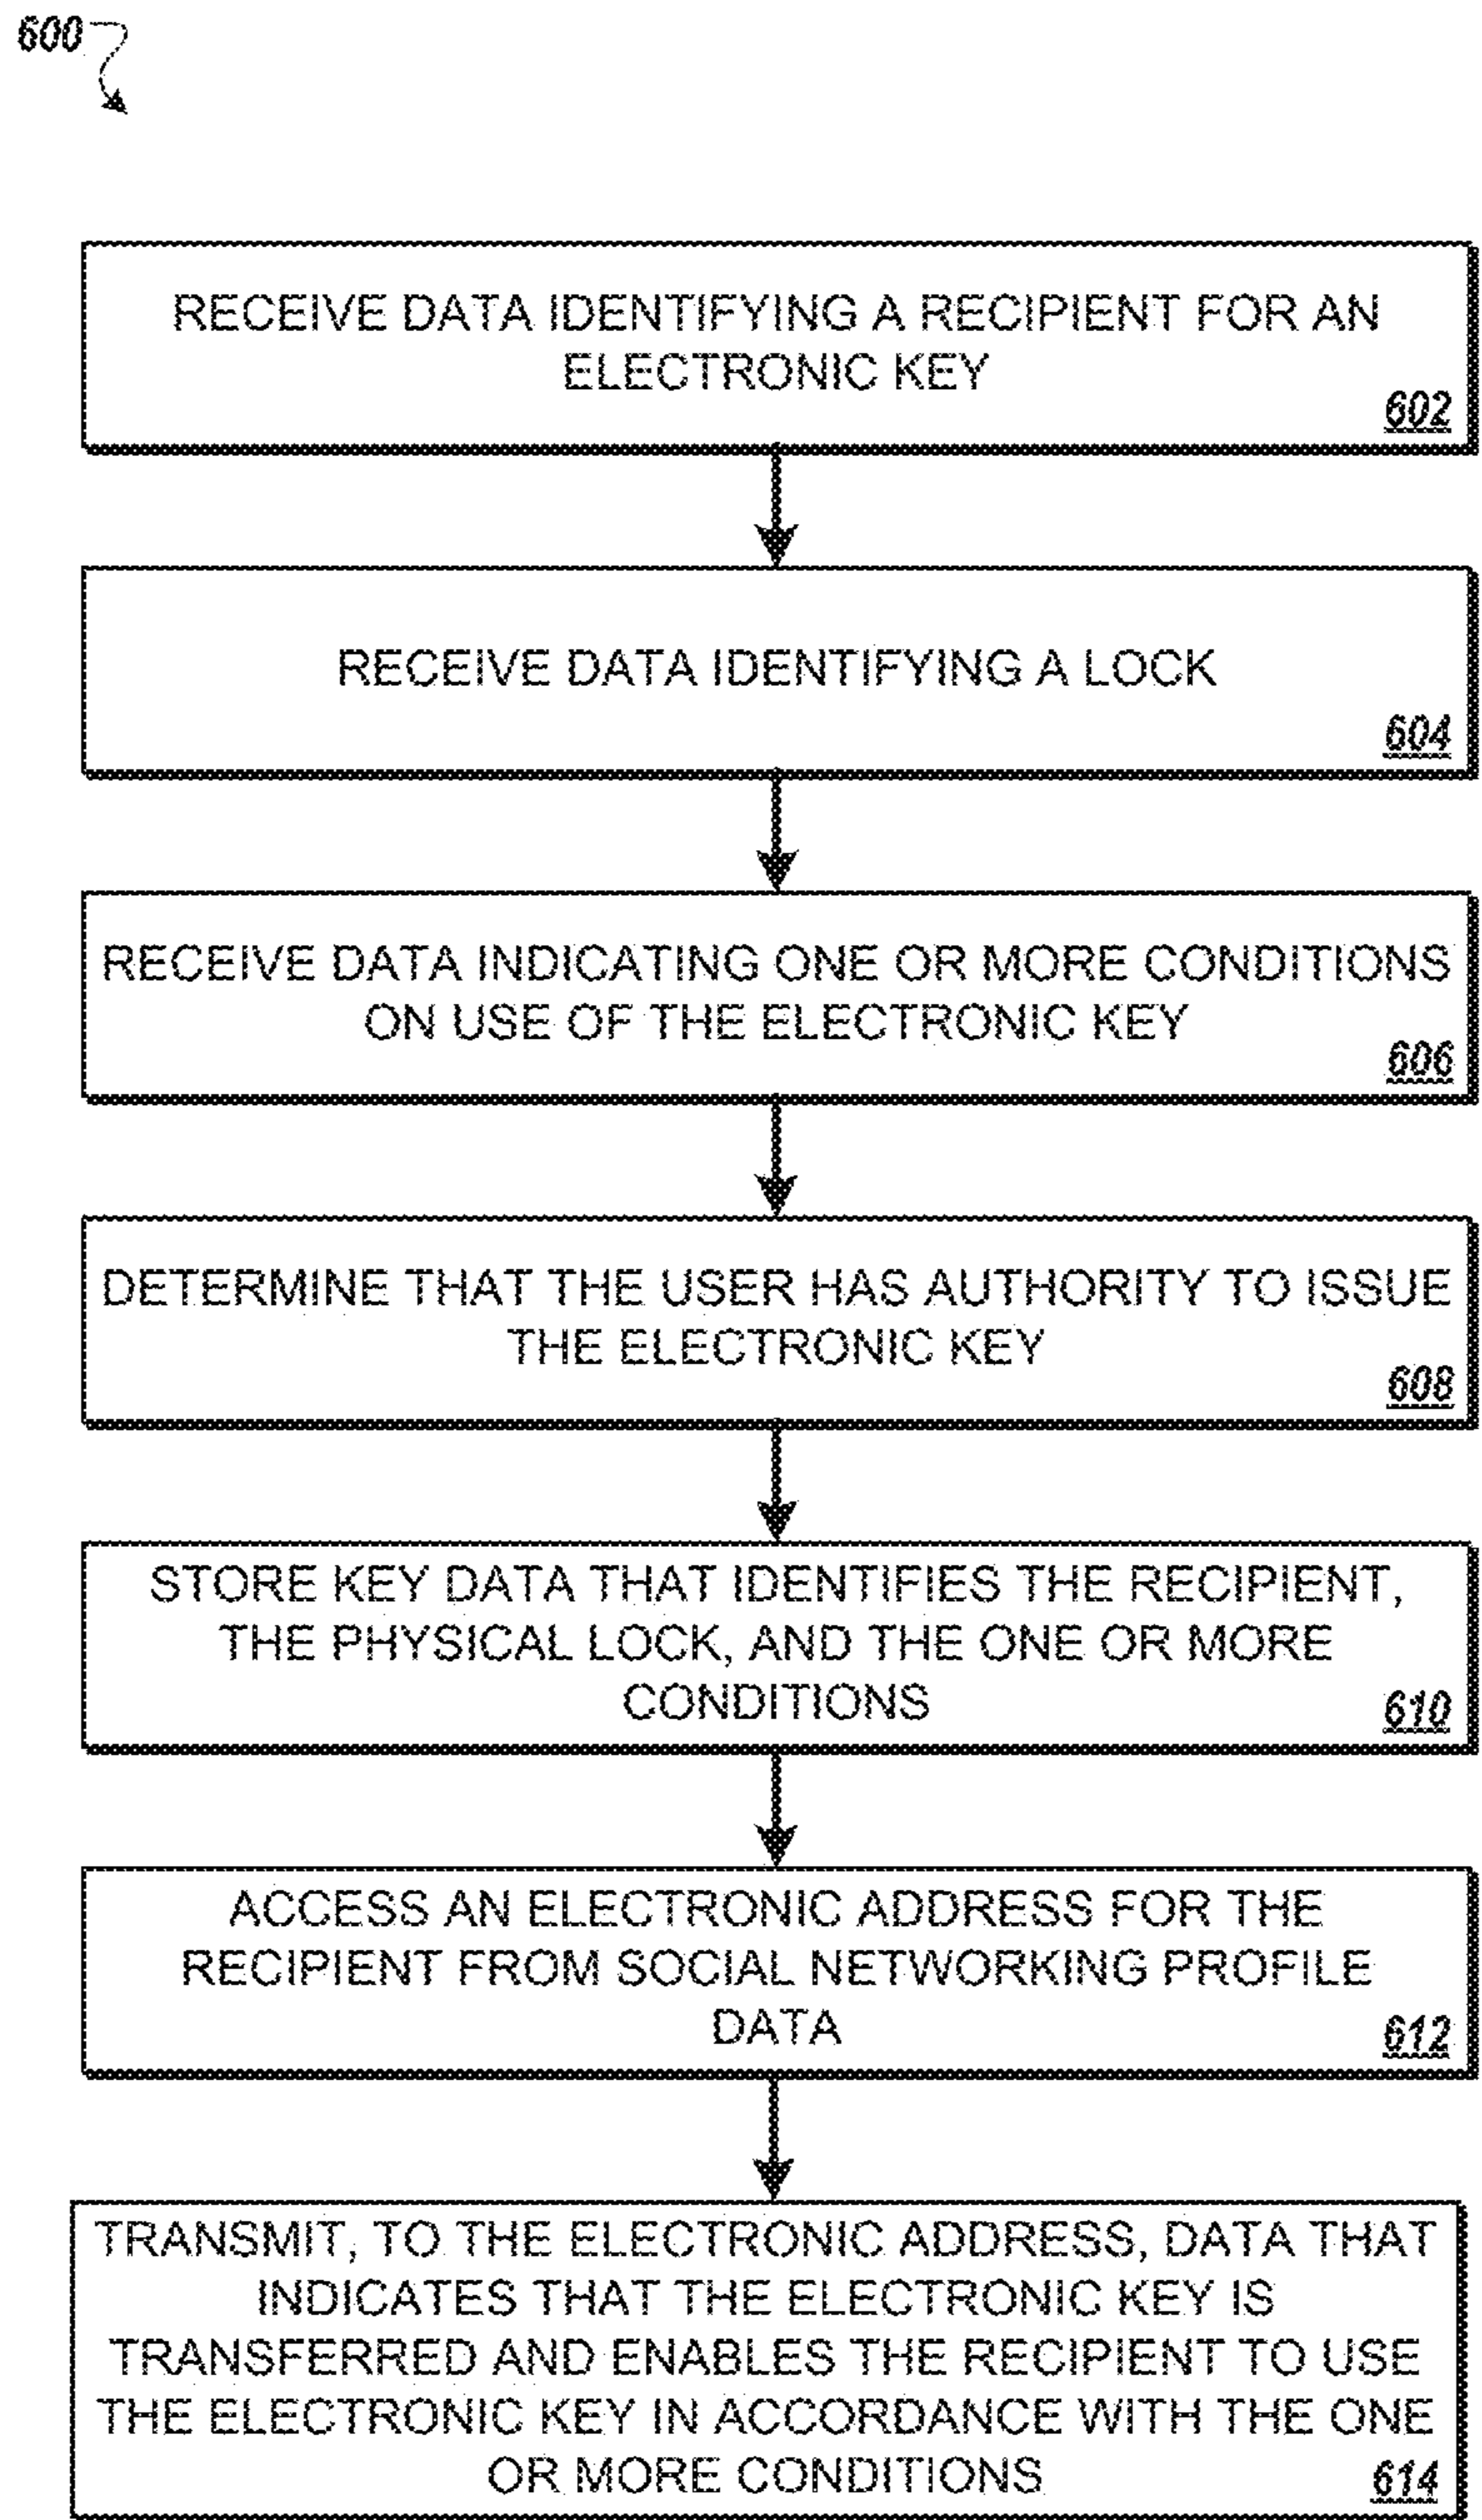 600
RECEIVE DATA IDENTIFYING A RECIPIENT FOR AN
ELECTRONIC KEY
602
RECEIVE DATA IDENTIFYING A LOCK
604
RECEIVE DATA INDICATING ONE OR MORE CONDITIONS
ON USE OF THE ELECTRONIC KEY
606
DETERMINE THAT THE USER HAS AUTHORITY TO ISSUE
THE ELECTRONIC KEY
608
STORE KEY DATA THAT IDENTIFIES THE RECIPIENT,
THE PHYSICAL LOCK, AND THE ONE OR MORE
CONDITIONS
610
ACCESS AN ELECTRONIC ADDRESS FOR THE
RECIPIENT FROM SOCIAL NETWORKING PROFILE
DATA
612
TRANSMIT, TO THE ELECTRONIC ADDRESS, DATA THAT
INDICATES THAT THE ELECTRONIC KEY IS
TRANSFERRED AND ENABLES THE RECIPIENT TO USE
THE ELECTRONIC KEY IN ACCORDANCE WITH THE ONE
OR MORE CONDITIONS
614